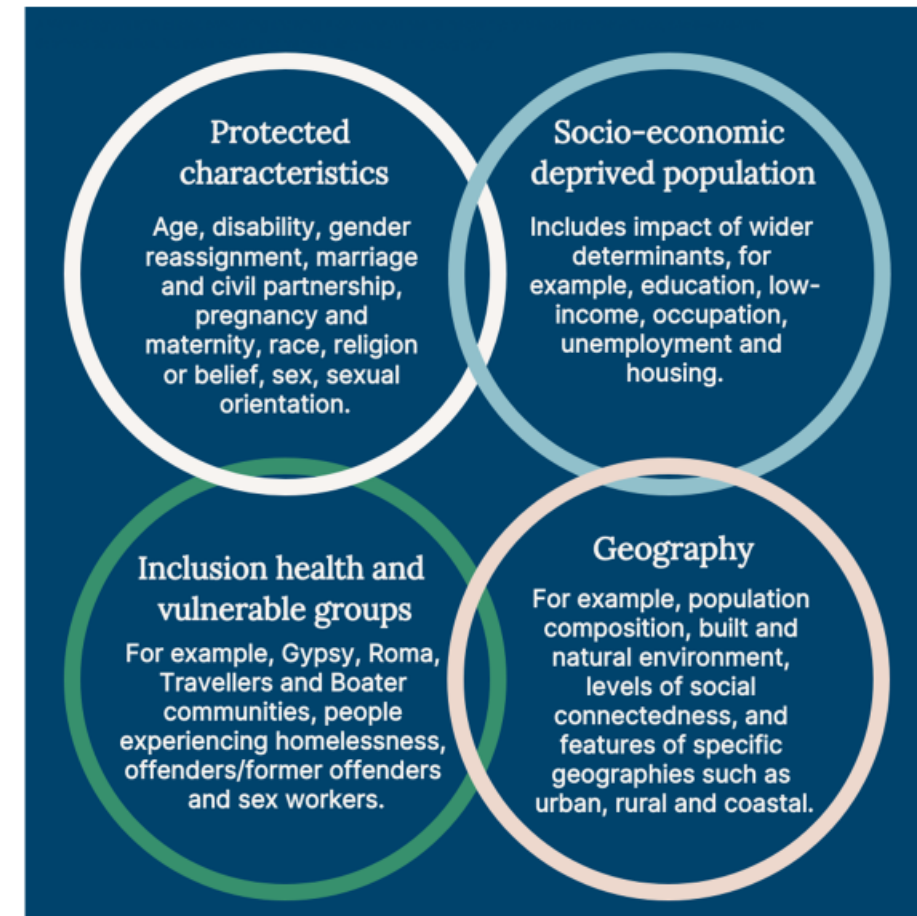 Protected
characteristics
Age, disability, gender
reassignment, marriage
and civil partnership,
pregnancy and
maternity, race, religion
or belief, sex, sexual
orientation.
Socio-economic
deprived population
Includes impact of wider
determinants, for
example, education, low-
income, occupation,
unemployment and
housing.
Inclusion health and
vulnerable groups
For example, Gypsy, Roma,
Travellers and Boater
communities, people
experiencing homelessness,
offenders/former offenders
and sex workers.
Geography
For example, population
composition, built and
natural environment,
levels of social
connectedness, and
features of specific
geographies such as
urban, rural and coastal.